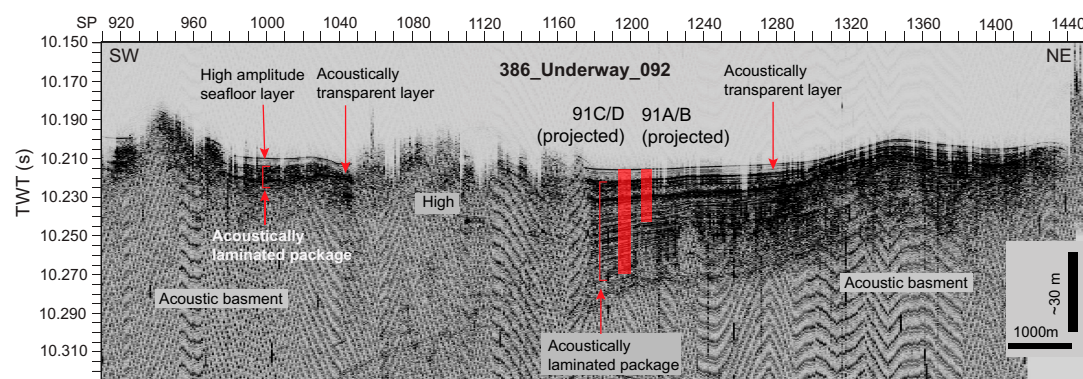 SP 920 960 1000 1040 1080 1120 1160 1200 1240 1280 1320 1360 1400 1440
10.150
10.170
10.190
10.210
10.230
10.250
10.270
10.290
10.310
TWT (s)
SW
NE
386_Underway_092
High amplitude
seafloor layer
Acoustically
transparent layer
91C/D
(projected)
91A/B
(projected)
Acoustically
transparent layer
High
Acoustically
laminated package
Acoustic basment
Acoustic basment
Acoustically
laminated package
~30 m
1000m